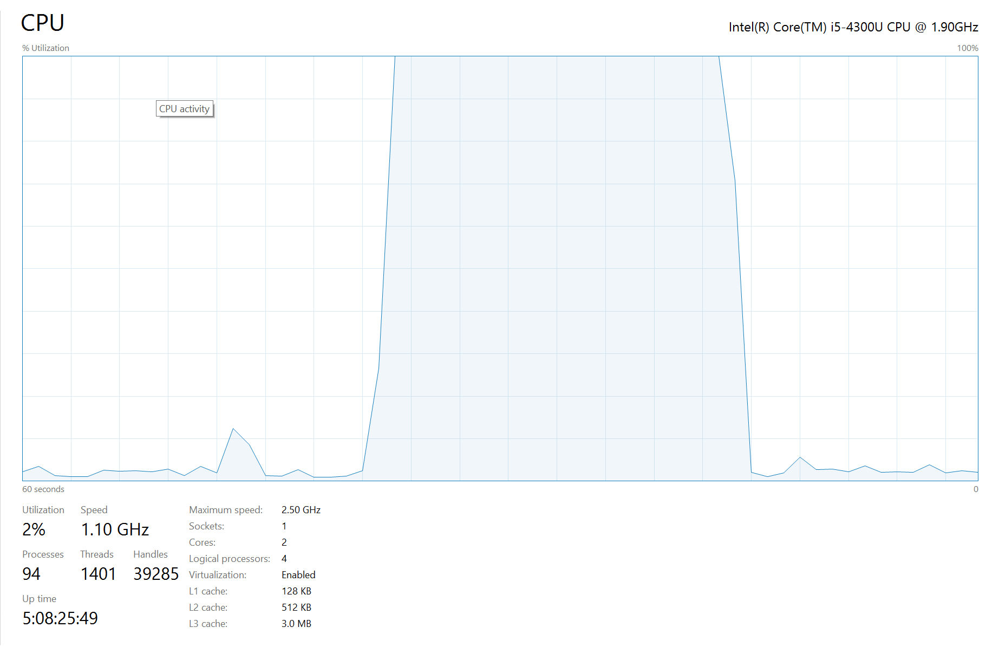 CPU
Intel(R) Core(TM) i5-4300U CPU @ 1.90GHz
% Utilization
100%
CPU activity
60 seconds
0
Utilization
Speed
2%
1.10 GHz
Processes
Threads
Handles
94
1401
39285
Up time
5:08:25:49
Maximum speed: 2.50 GHz
Sockets: 1
Cores: 2
Logical processors: 4
Virtualization: Enabled
L1 cache: 128 KB
L2 cache: 512 KB
L3 cache: 3.0 MB